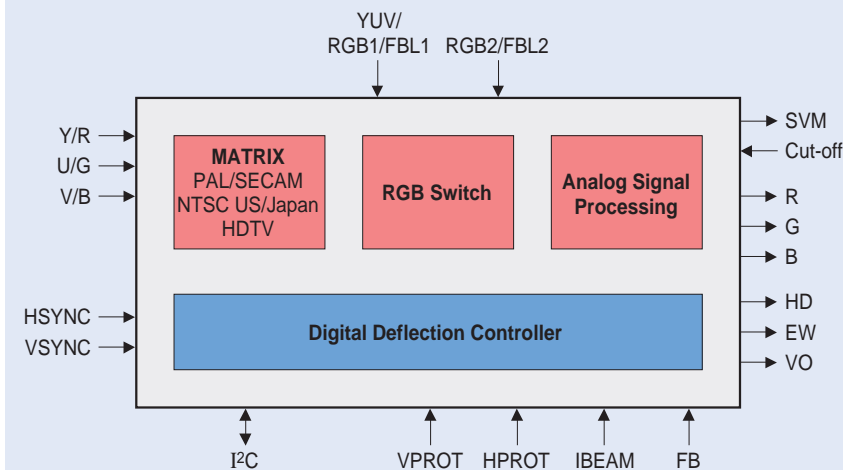 YUV/
RGB1/FBL1
RGB2/FBL2
Y/R
U/G
V/B
MATRIX
PAL/SECAM
NTSC US/Japan
HDTV
RGB Switch
Analog Signal
Processing
SVM
Cut-off
R
G
B
HSYNC
VSYNC
Digital Deflection Controller
HD
EW
VO
I²C
VPROT
HPROT
IBEAM
FB